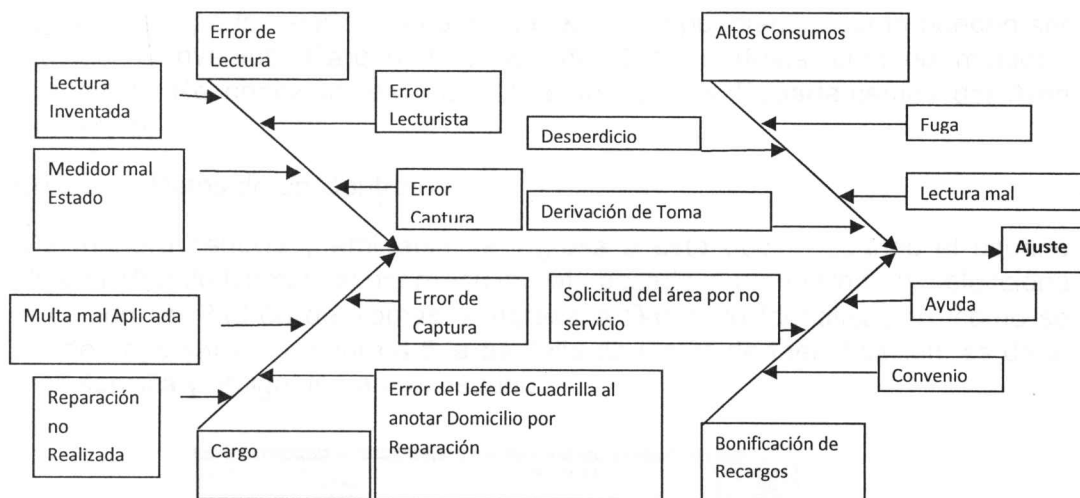 Error de
Lectura
Altos Consumos
Lectura
Inventada
Error
Lecturista
Desperdicio
Fuga
Medidor mal
Estado
Error
Captura
Derivación de Toma
Lectura mal
Ajuste
Multa mal Aplicada
Error de
Captura
Solicitud del área por no
servicio
Ayuda
Convenio
Reparación
no
Realizada
Cargo
Error del Jefe de Cuadrilla al
anotar Domicilio por
Reparación
Bonificación de
Recargos